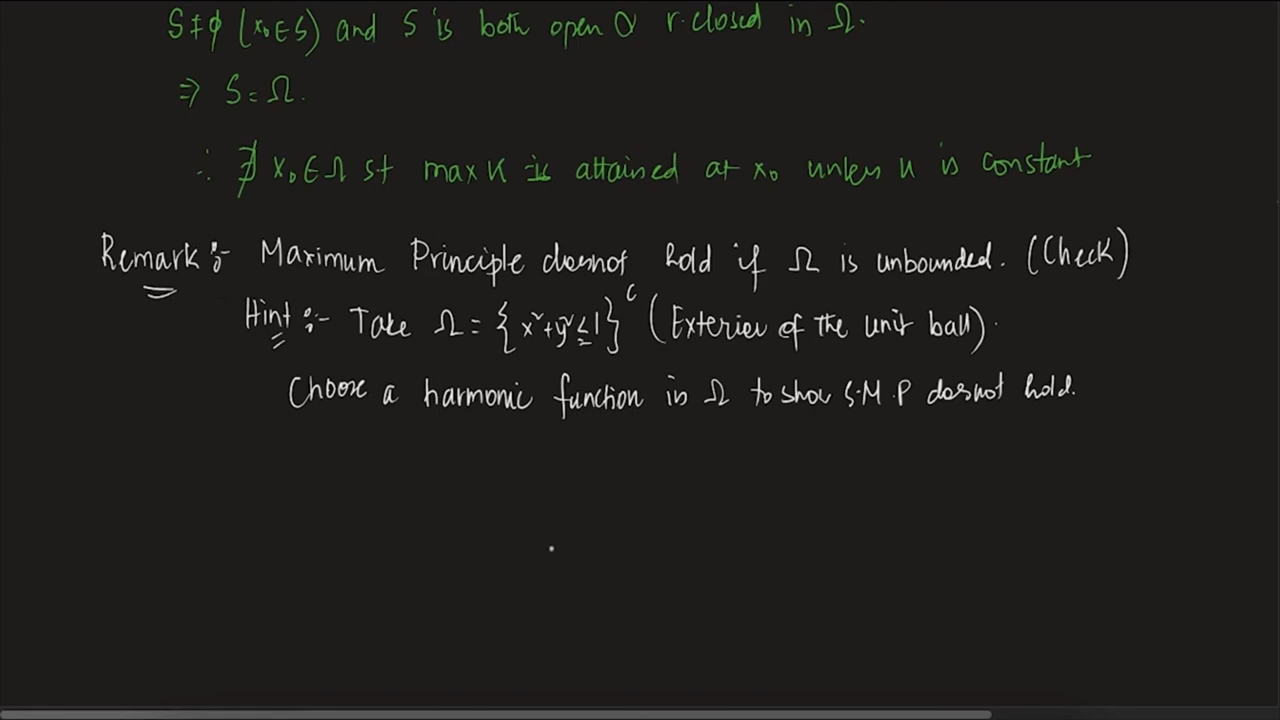 S ≠ φ (x₀ ∈ S) and S is both open & r. closed in Ω.
⇒ S = Ω.
∴ ∄ x₀ ∈ Ω st max u is attained at x₀ unless u is constant
Remark :- Maximum Principle doesnot hold if Ω is unbounded. (Check)
Hint :- Take Ω = {x²+y² ≤ 1}ᶜ (Exterior of the unit ball).
Choose a harmonic function in Ω to show S.M.P doesnot hold.